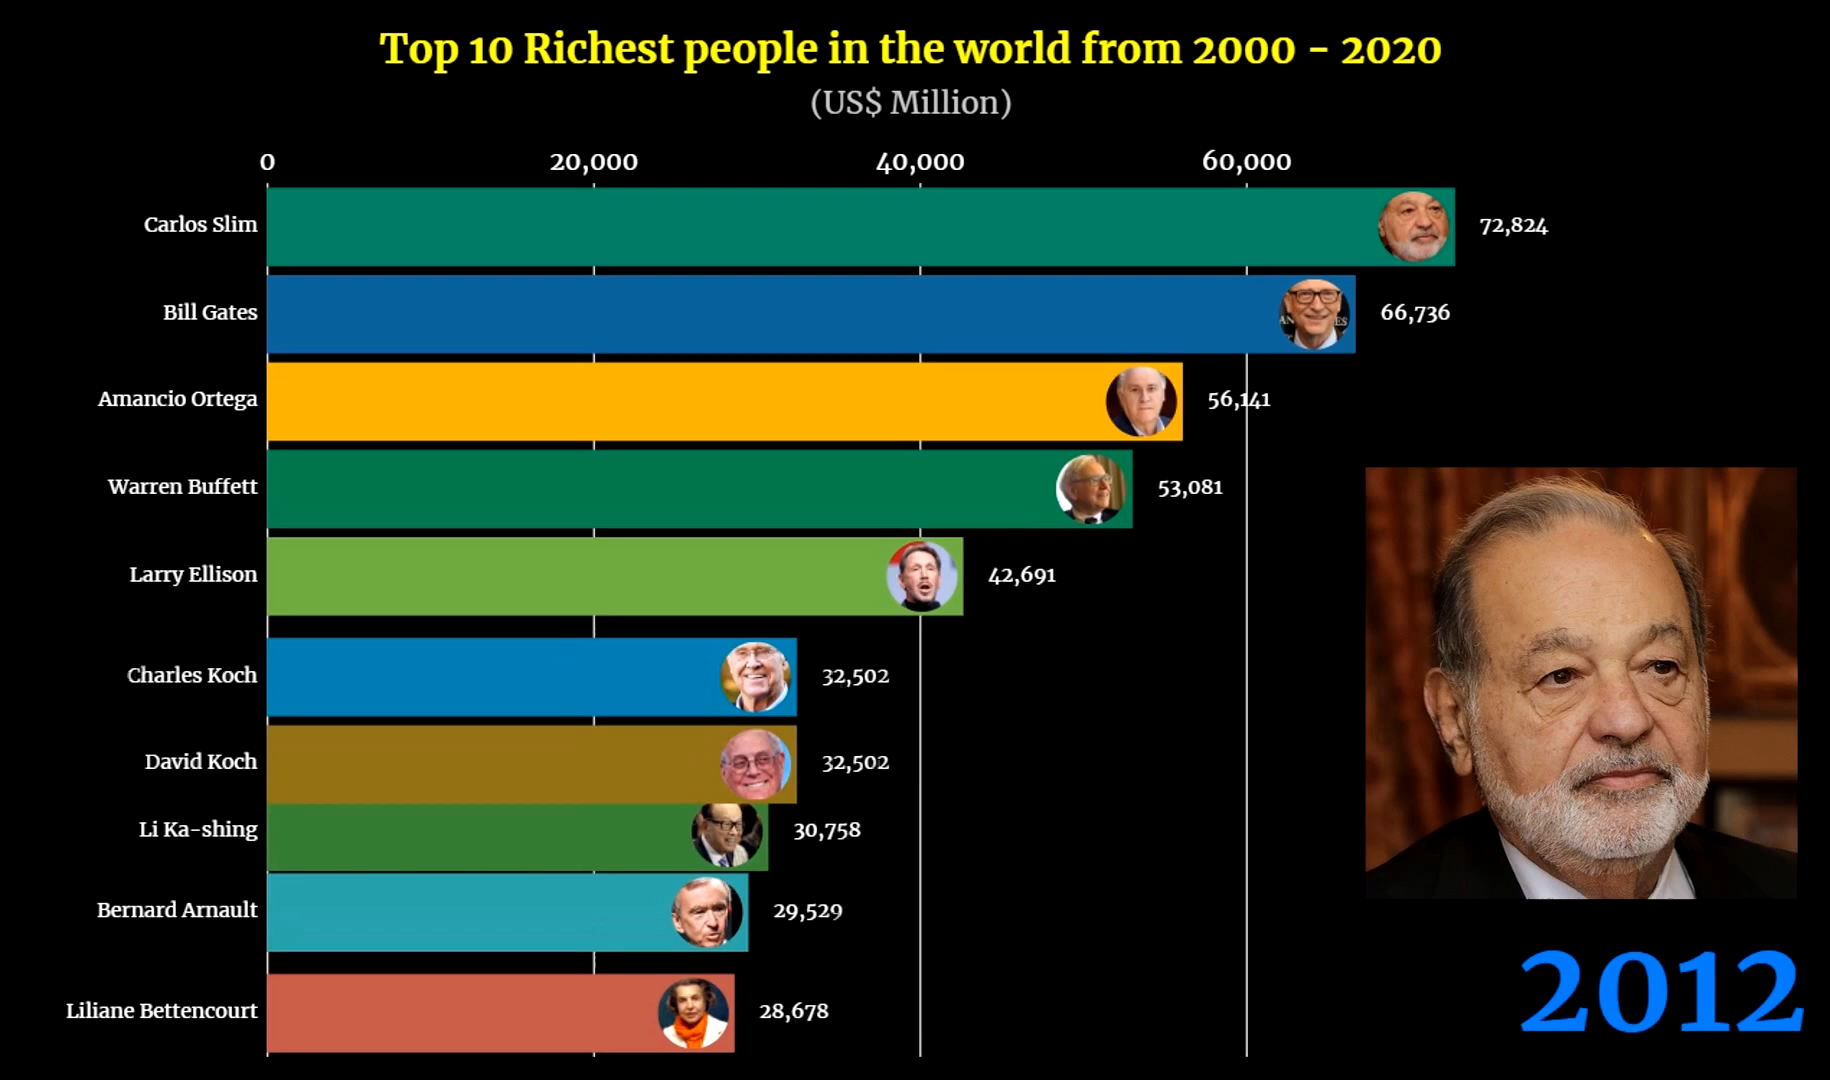 Top 10 Richest people in the world from 2000 - 2020
(US$ Million)
0 20,000 40,000 60,000
Carlos Slim 72,824
Bill Gates 66,736
Amancio Ortega 56,141
Warren Buffett 53,081
Larry Ellison 42,691
Charles Koch 32,502
David Koch 32,502
Li Ka-shing 30,758
Bernard Arnault 29,529
Liliane Bettencourt 28,678
2012